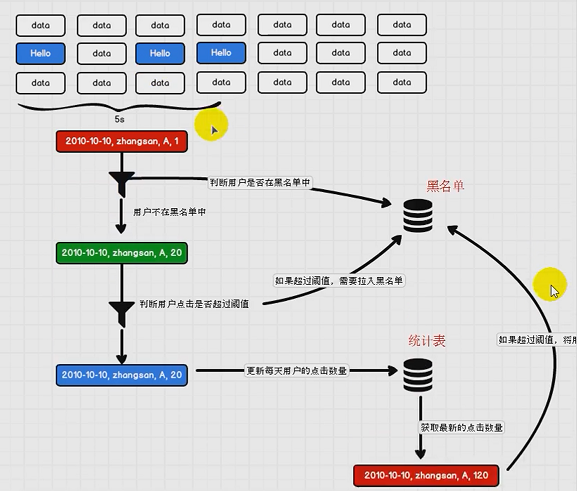 data data data data data data data
Hello data Hello Hello data data data
data data data data data data data
5s
2010-10-10, zhangsan, A, 1
判断用户是否在黑名单中
黑名单
用户不在黑名单中
2010-10-10, zhangsan, A, 20
如果超过阈值，需要拉入黑名单
判断用户点击是否超过阈值
如果超过阈值，将用
统计表
2010-10-10, zhangsan, A, 20
更新每天用户的点击数量
获取最新的点击数量
2010-10-10, zhangsan, A, 120